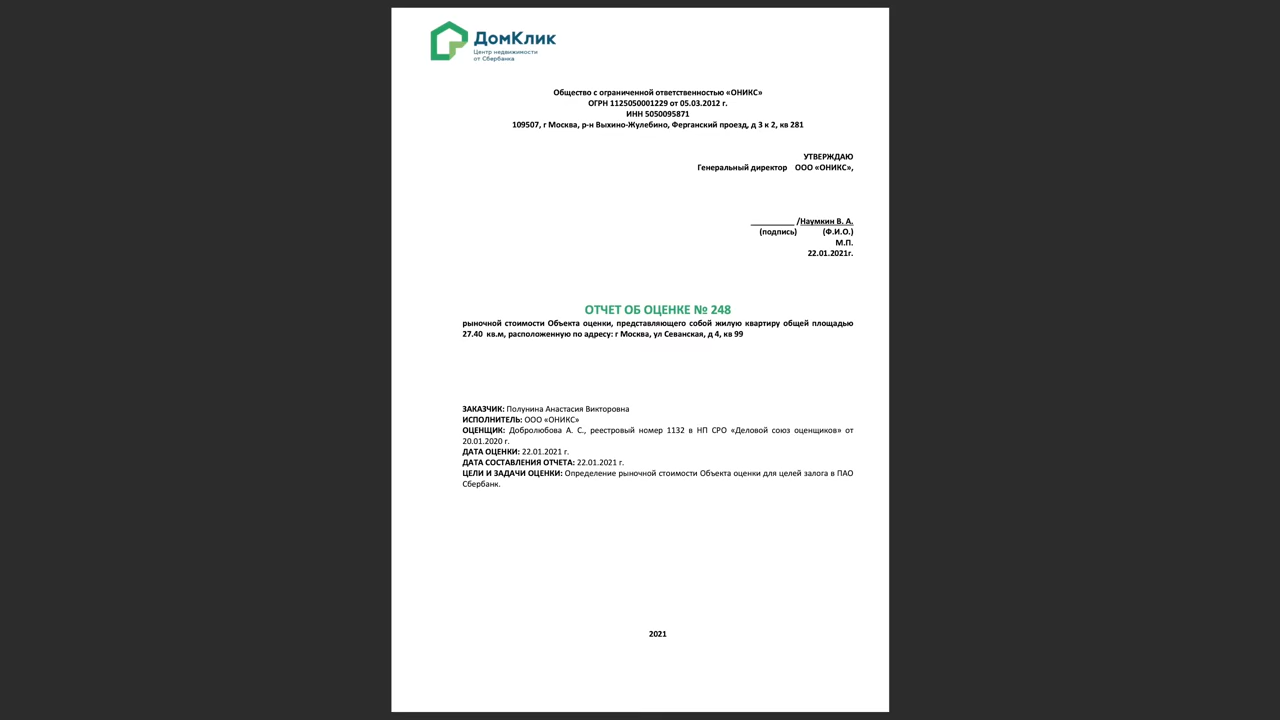 ДомКлик
Центр недвижимости
от Сбербанка
Общество с ограниченной ответственностью «ОНИКС»
ОГРН 1125050001229 от 05.03.2012 г.
ИНН 5050095871
109507, г Москва, р-н Выхино-Жулебино, Ферганский проезд, д 3 к 2, кв 281
УТВЕРЖДАЮ
Генеральный директор ООО «ОНИКС»,
__________ /Наумкин В. А.
(подпись) (Ф.И.О.)
М.П.
22.01.2021г.
ОТЧЕТ ОБ ОЦЕНКЕ № 248
рыночной стоимости Объекта оценки, представляющего собой жилую квартиру общей площадью
27.40 кв.м, расположенную по адресу: г Москва, ул Севанская, д 4, кв 99
ЗАКАЗЧИК: Полунина Анастасия Викторовна
ИСПОЛНИТЕЛЬ: ООО «ОНИКС»
ОЦЕНЩИК: Добролюбова А. С., реестровый номер 1132 в НП СРО «Деловой союз оценщиков» от
20.01.2020 г.
ДАТА ОЦЕНКИ: 22.01.2021 г.
ДАТА СОСТАВЛЕНИЯ ОТЧЕТА: 22.01.2021 г.
ЦЕЛИ И ЗАДАЧИ ОЦЕНКИ: Определение рыночной стоимости Объекта оценки для целей залога в ПАО
Сбербанк.
2021